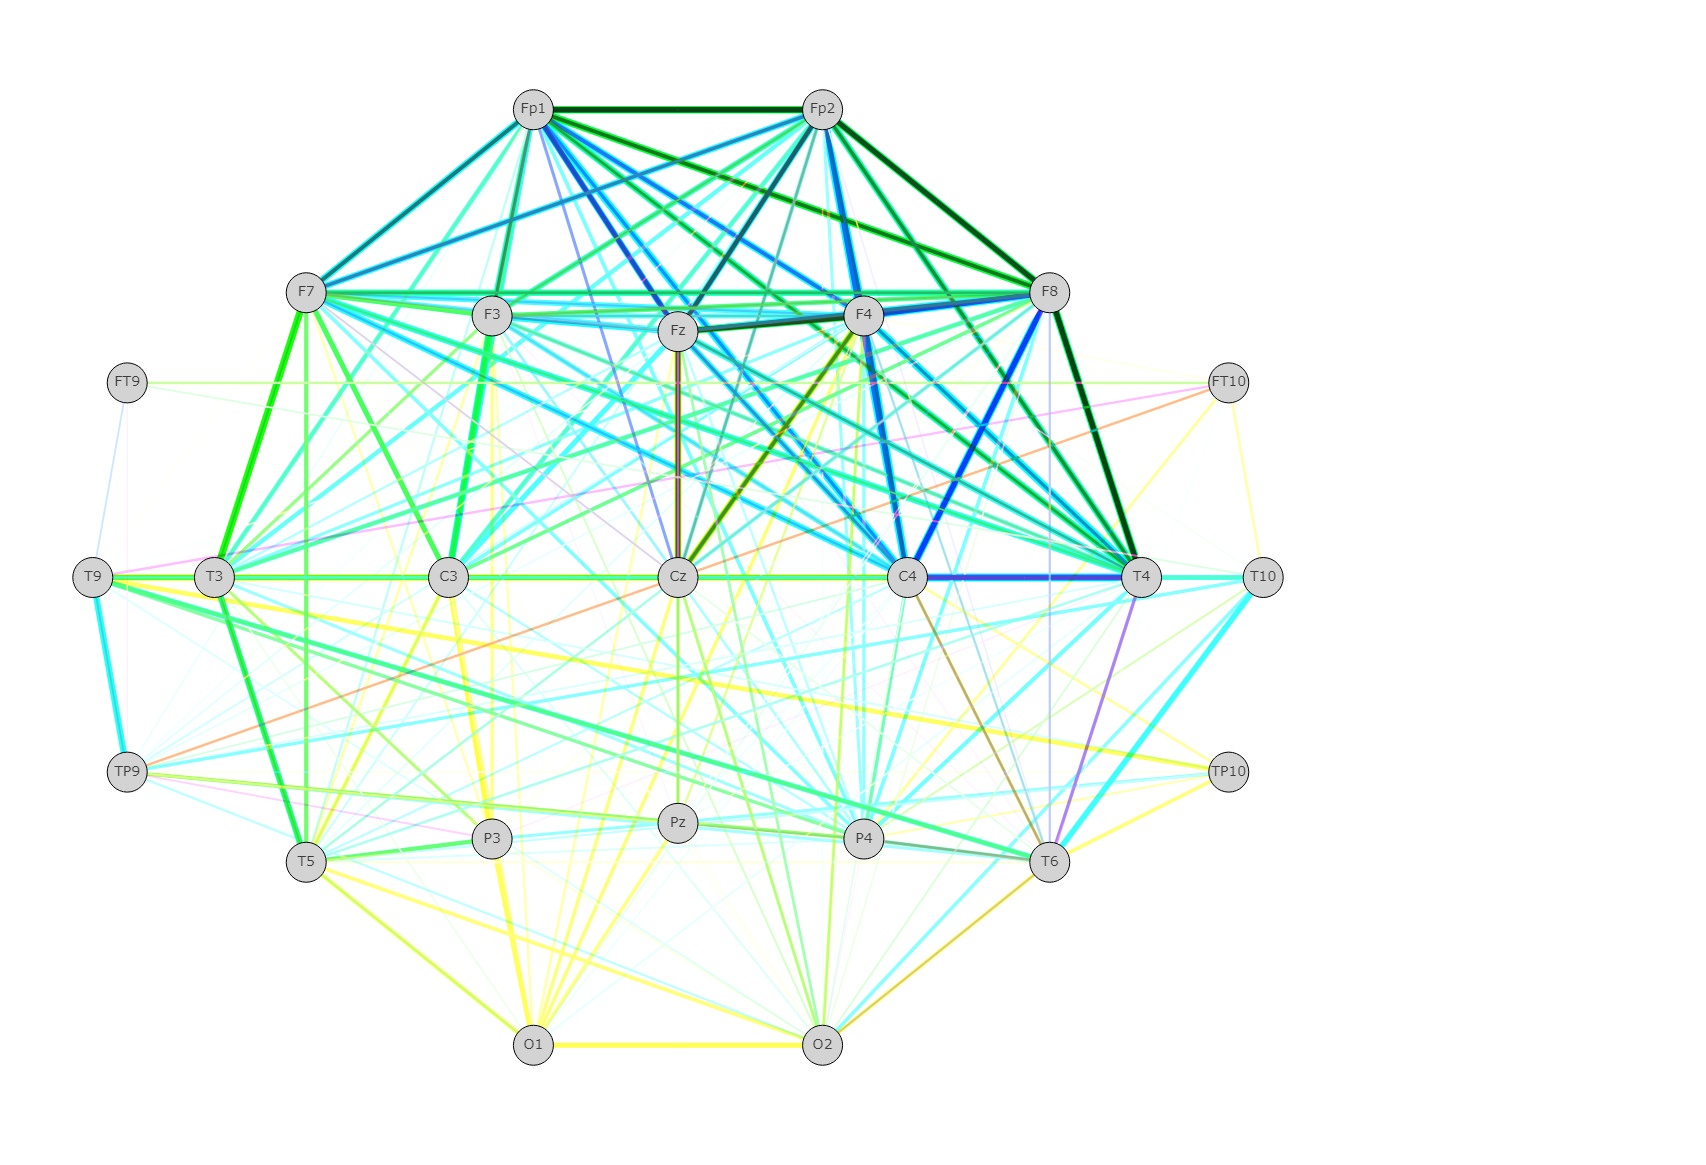 Fp1 Fp2
F7 F3 Fz F4 F8
FT9 FT10
T9 T3 C3 Cz C4 T4 T10
TP9 TP10
T5 P3 Pz P4 T6
O1 O2